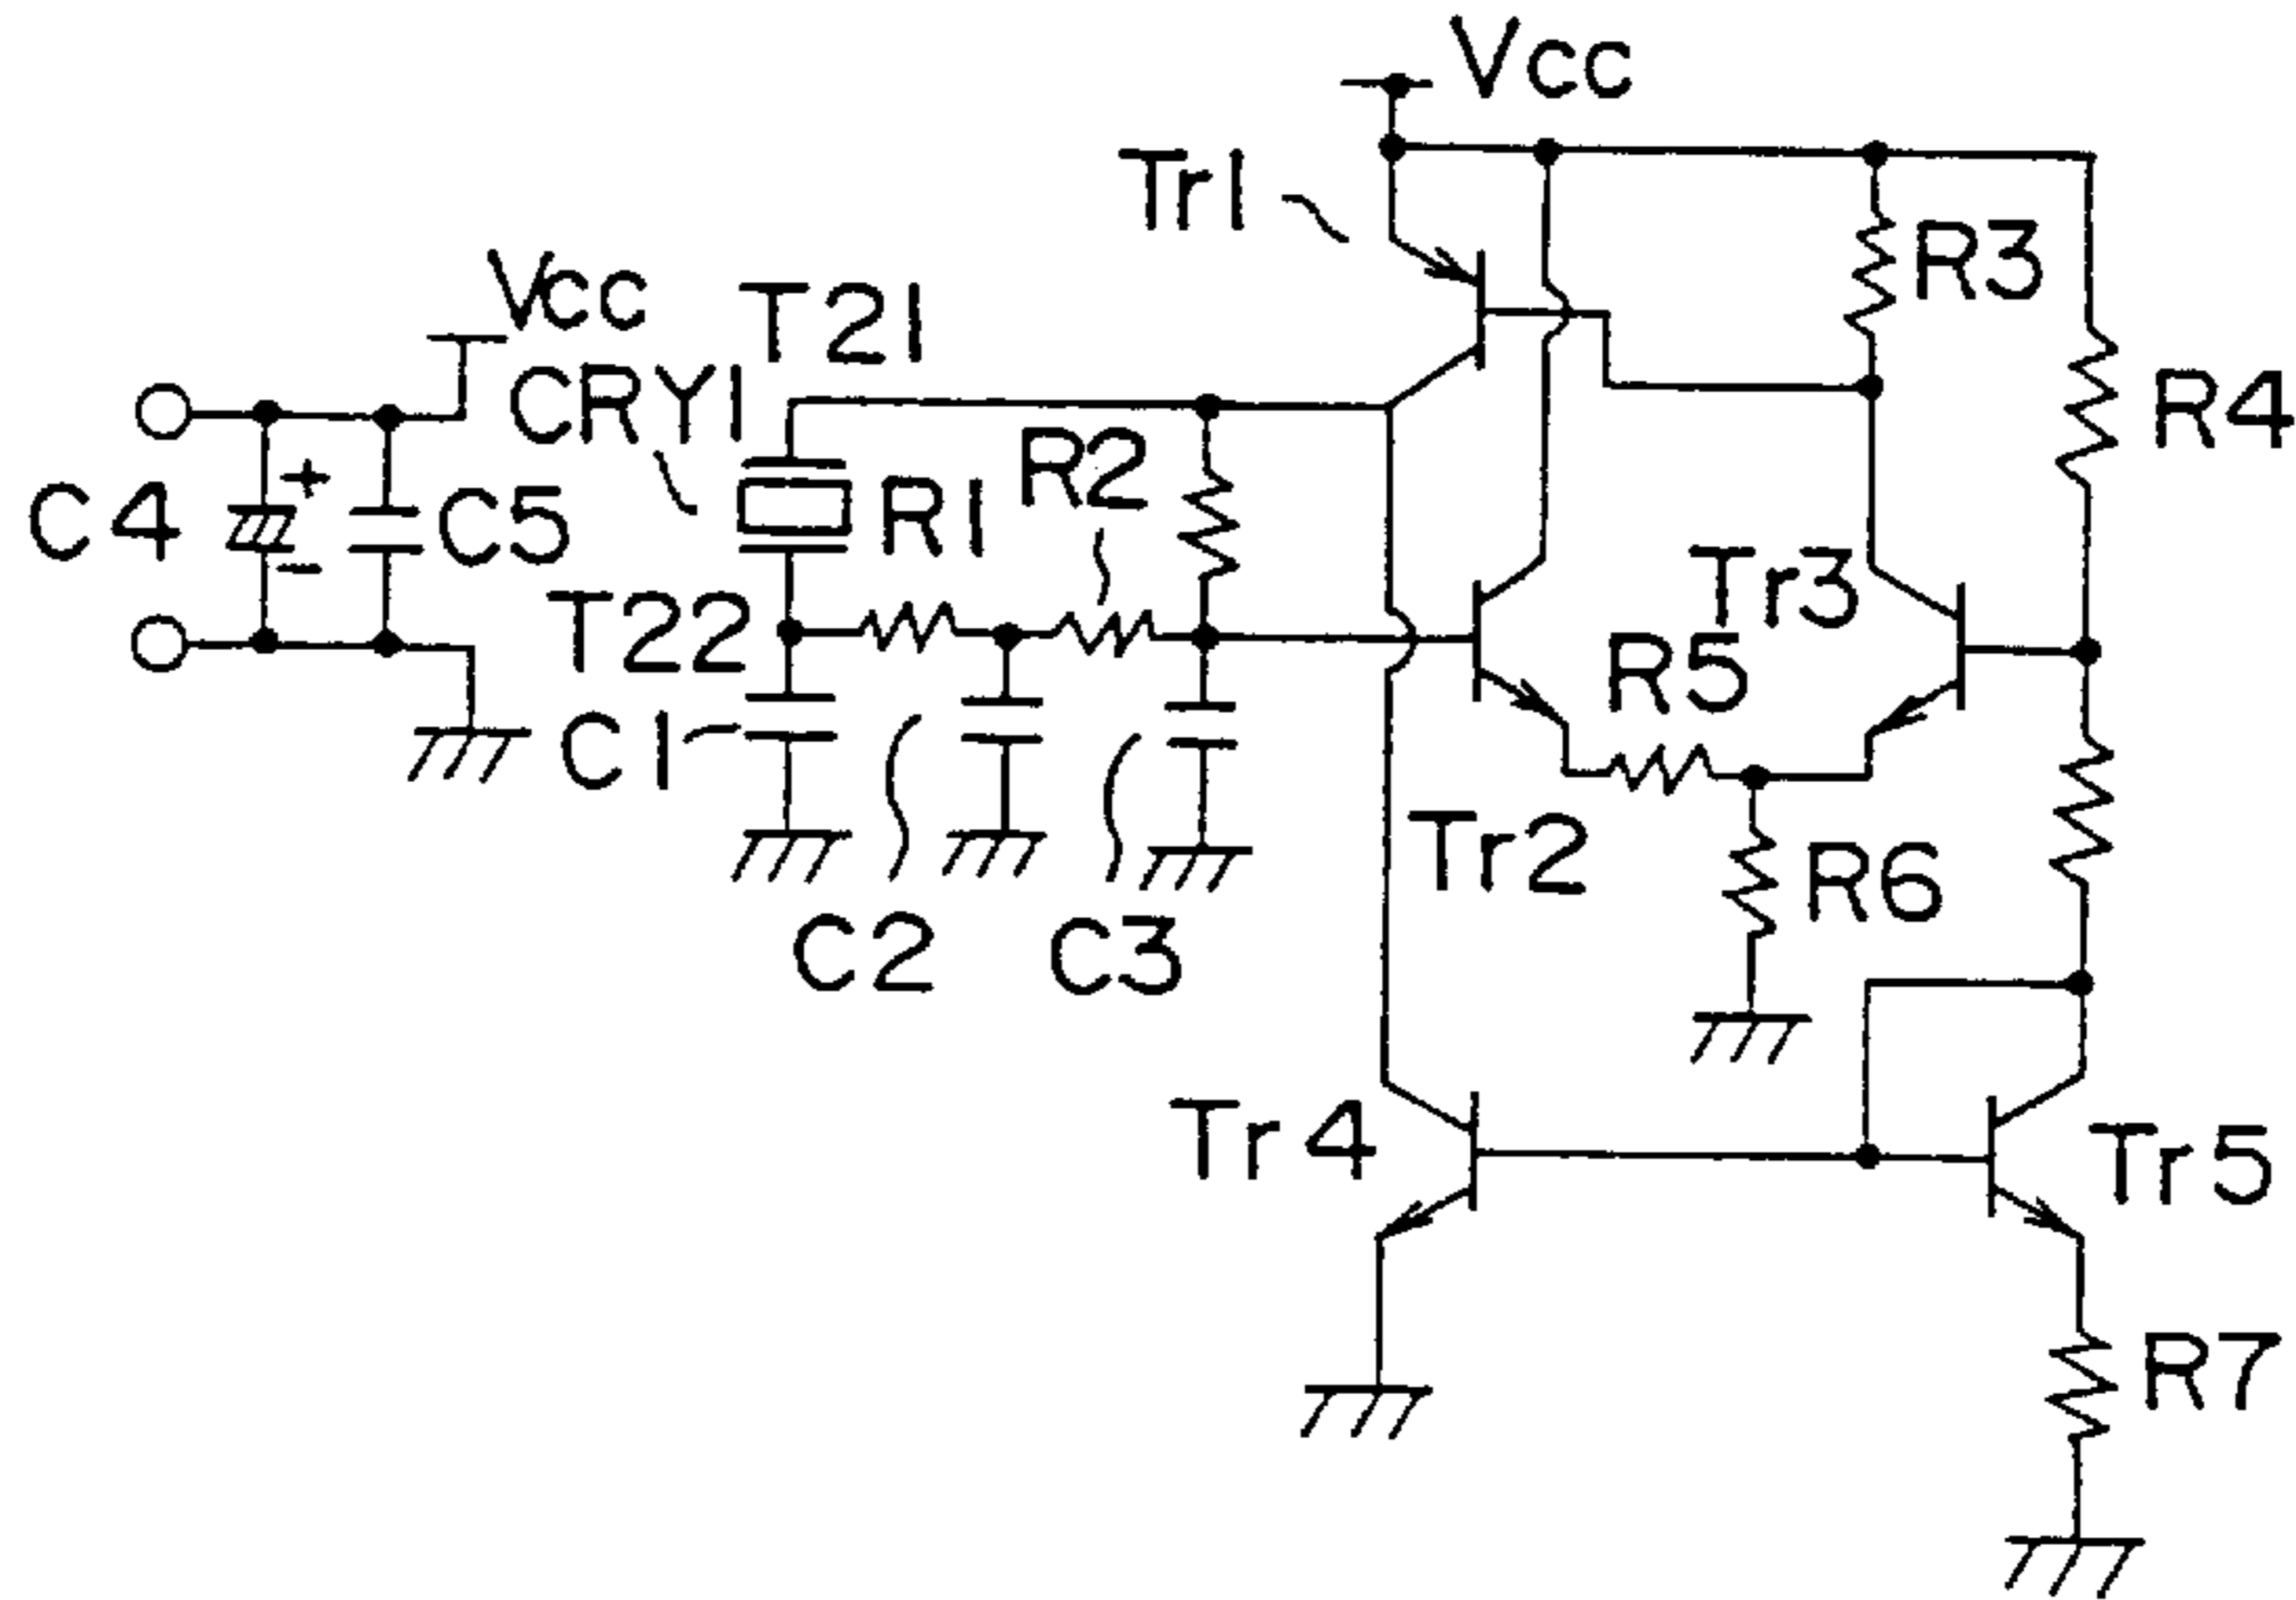 Vcc
Tr1
Vcc
T21
R3
CRY1
R4
R2
C4
+
-
C5
R1
Tr3
T22
R5
C1
Tr2
R6
C2
C3
Tr4
Tr5
R7